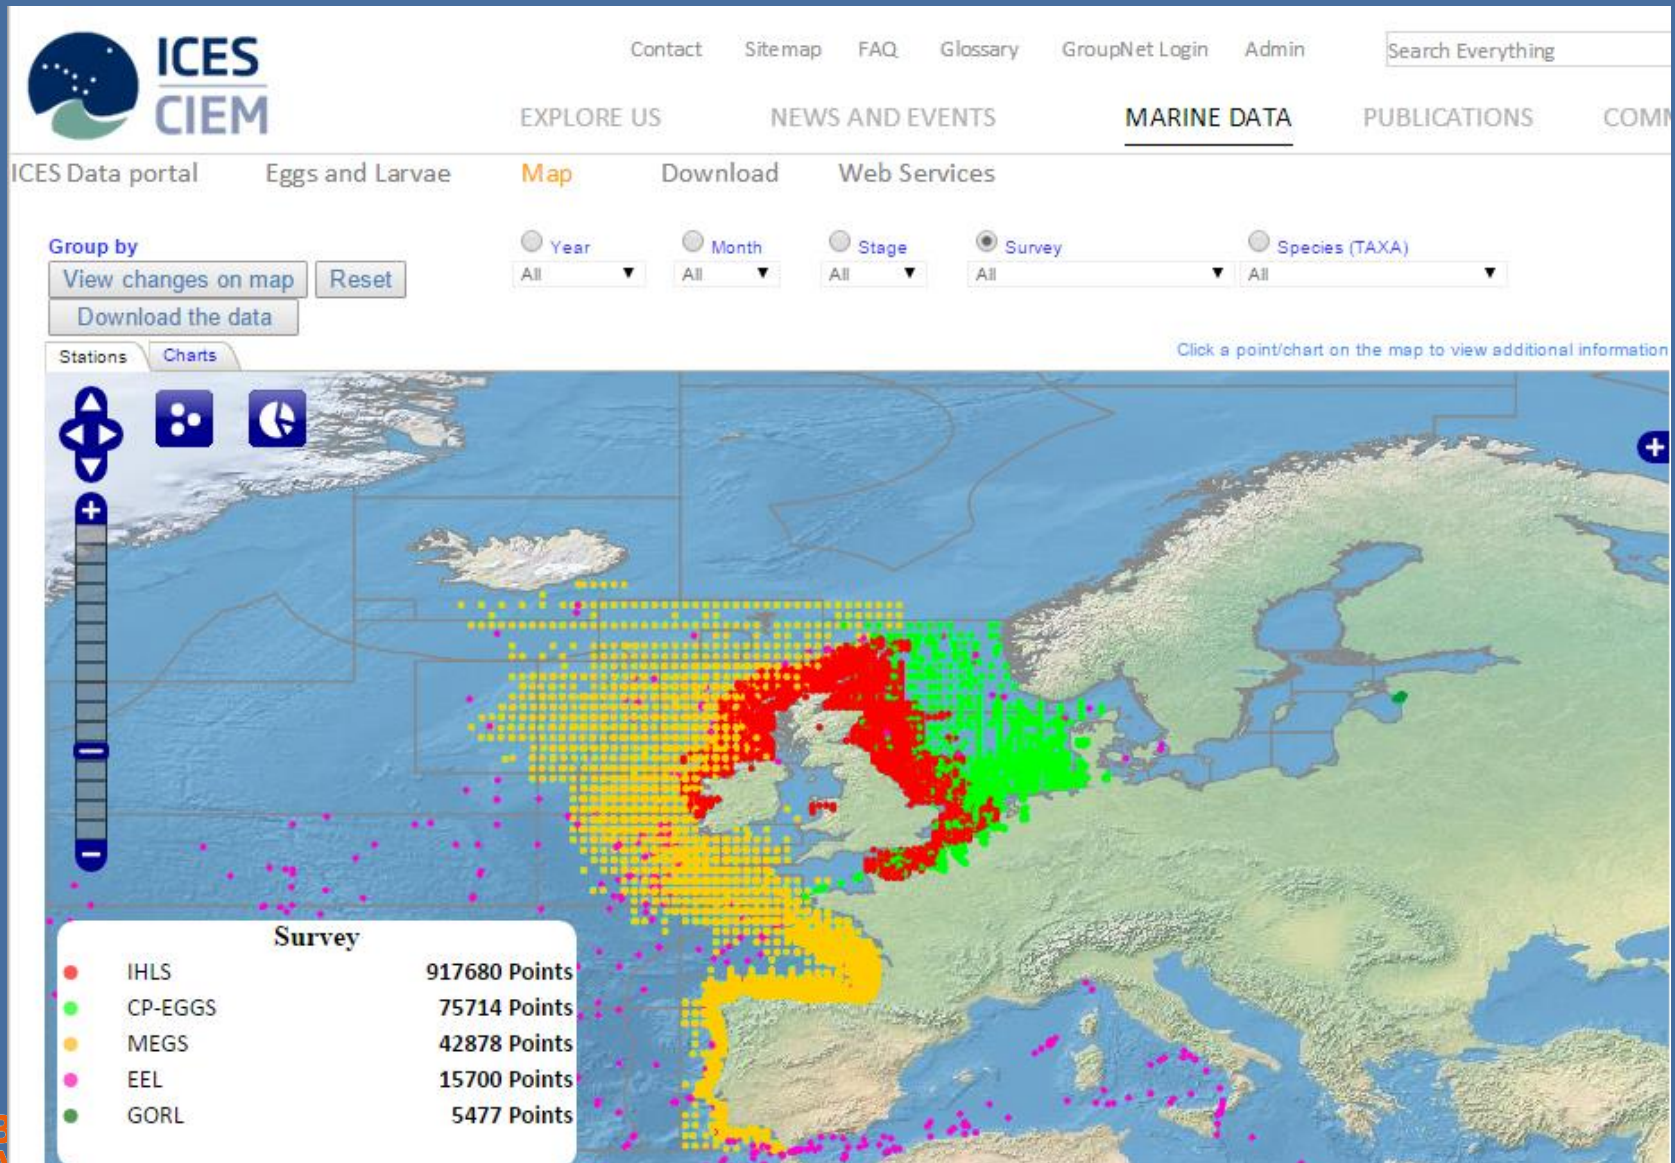 ICES
CIEM
Contact Sitemap FAQ Glossary GroupNet Login Admin Search Everything
EXPLORE US NEWS AND EVENTS MARINE DATA PUBLICATIONS COMM
ICES Data portal Eggs and Larvae Map Download Web Services
Group by Year Month Stage Survey Species (TAXA)
View changes on map Reset All All All All All
Download the data
Stations Charts Click a point/chart on the map to view additional information
Survey
IHLS 917680 Points
CP-EGGS 75714 Points
MEGS 42878 Points
EEL 15700 Points
GORL 5477 Points